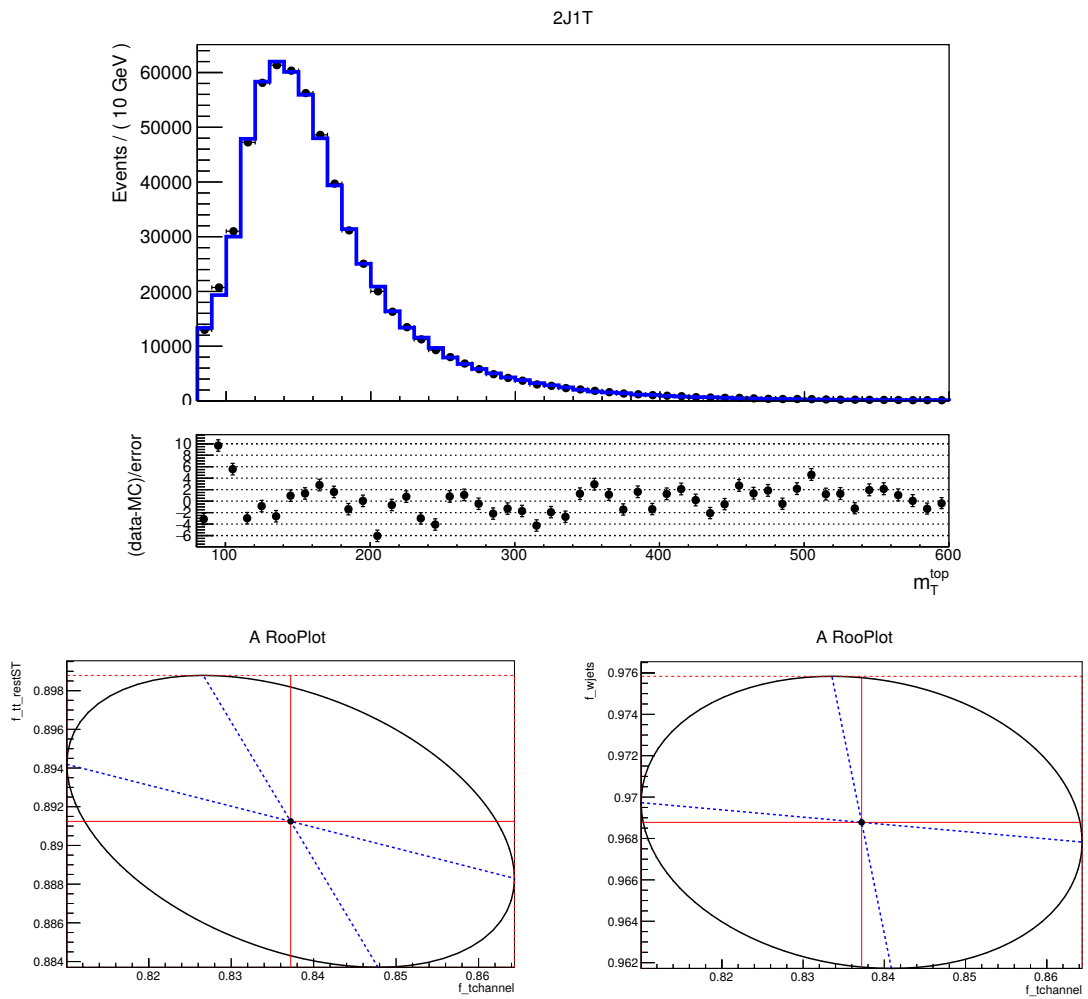 2J1T
Events / ( 10 GeV )
60000
50000
40000
30000
20000
10000
0
(data-MC)/error
10
8
6
4
2
0
−2
−4
−6
100 200 300 400 500 600
m_T^top
A RooPlot
f_tt_restST
0.898
0.896
0.894
0.892
0.89
0.888
0.886
0.884
0.82 0.83 0.84 0.85 0.86
f_tchannel
A RooPlot
f_wjets
0.976
0.974
0.972
0.97
0.968
0.966
0.964
0.962
0.82 0.83 0.84 0.85 0.86
f_tchannel